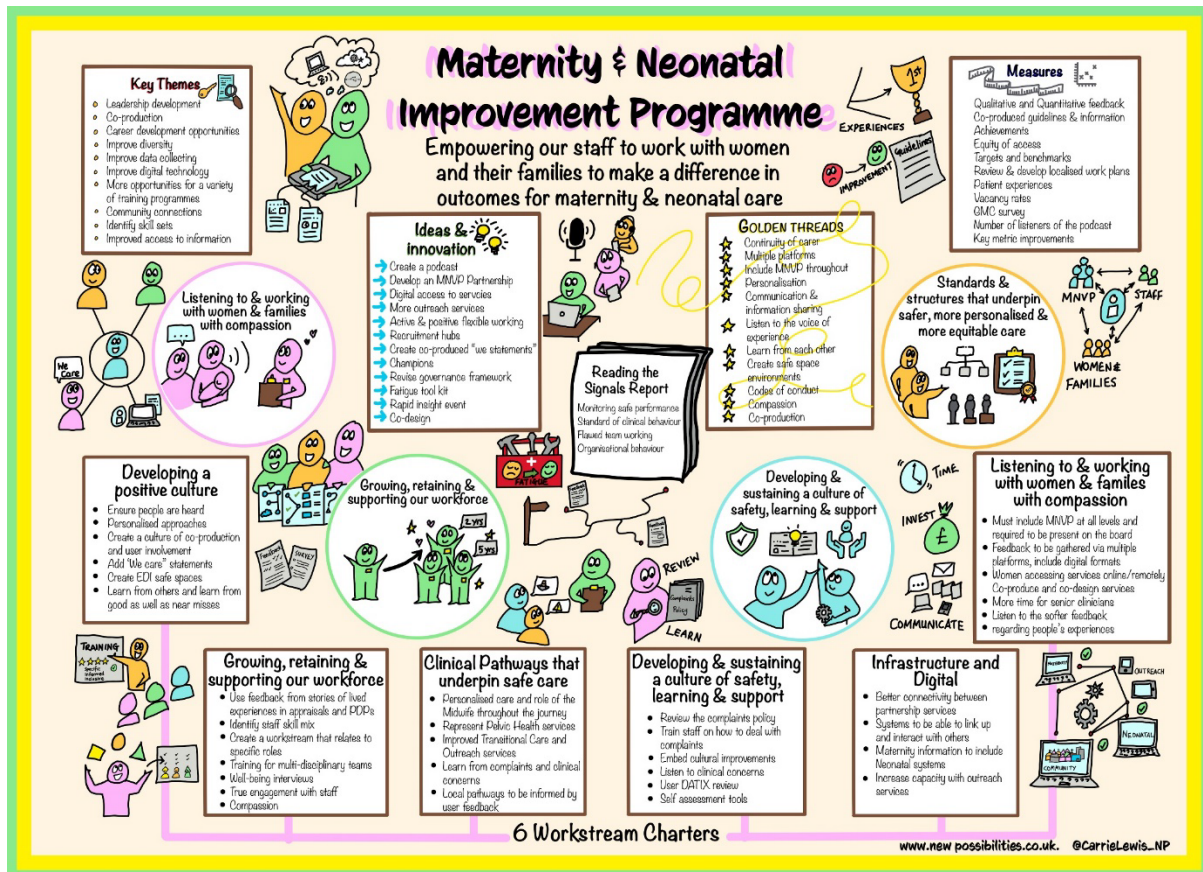 Maternity & Neonatal
Improvement Programme
Empowering our staff to work with women
and their families to make a difference in
outcomes for maternity & neonatal care
Key Themes
Leadership development
Co-production
Career development opportunities
Improve diversity
Improve data collecting
Improve digital technology
More opportunities for a variety
of training programmes
Community connections
Identify skill sets
Improved access to information
EXPERIENCES
1st
IMPROVEMENT
Guidelines
Measures
Qualitative and Quantitative feedback
Co-produced guidelines & information
Achievements
Equity of access
Targets and benchmarks
Review & develop localised work plans
Patient experiences
Vacancy rates
GMC survey
Number of listeners of the podcast
Key metric improvements
Listening to & working
with women & families
with compassion
We
Care
Ideas &
innovation
Create a podcast
Develop an MNVP Partnership
Digital access to servcies
More outreach services
Active & positive flexible working
Recruitment hubs
Create co-produced "we statements"
Champions
Revise governance framework
Fatigue tool kit
Rapid insight event
Co-design
Reading the
Signals Report
Monitoring safe performance
Standard of clinical behaviour
Flawed team working
Organisational behaviour
GOLDEN THREADS
Continuity of carer
Multiple platforms
Include MNVP throughout
Personalisation
Communication &
information sharing
Listen to the voice of
experience
Learn from each other
Create safe space
environments
Codes of conduct
Compassion
Co-production
Standards &
structures that underpin
safer, more personalised &
more equitable care
MNVP
STAFF
WOMEN &
FAMILIES
Developing a
positive culture
Ensure people are heard
Personalised approaches
Create a culture of co-production
and user involvement
Add "We care" statements
Create EDI safe spaces
Learn from others and learn from
good as well as near misses
Feedback
SURVEY
Growing, retaining &
supporting our workforce
2 YRS
5 YRS
FATIGUE
REVIEW
Complaints
Policy
LEARN
Developing &
sustaining a culture of
safety, learning & support
TIME
INVEST
£
COMMUNICATE
Listening to & working
with women & familes
with compassion
Must include MNVP at all levels and
required to be present on the board
Feedback to be gathered via multiple
platforms, include digital formats
Women accessing services online/remotely
Co-produce and co-design services
More time for senior clinicians
Listen to the softer feedback
regarding people's experiences
TRAINING
Growing, retaining &
supporting our workforce
Use feedback from stories of lived
experiences in appraisals and PDPs
Identify staff skill mix
Create a workstream that relates to
specific roles
Training for multi-disciplinary teams
Well-being interviews
True engagement with staff
Compassion
Clinical Pathways that
underpin safe care
Personalised care and role of the
Midwife throughout the journey
Represent Pelvic Health services
Improved Transitional Care and
Outreach services
Learn from complaints and clinical
concerns
Local pathways to be informed by
user feedback
Developing & sustaining
a culture of safety,
learning & support
Review the complaints policy
Train staff on how to deal with
complaints
Embed cultural improvements
Listen to clinical concerns
User DATIX review
Self assessment tools
Infrastructure and
Digital
Better connectivity between
partnership services
Systems to be able to link up
and interact with others
Maternity information to include
Neonatal systems
Increase capacity with outreach
services
MATERNITY
OUTREACH
NEONATAL
COMMUNITY
6 Workstream Charters
www.new possibilities.co.uk. @CarrieLewis_NP